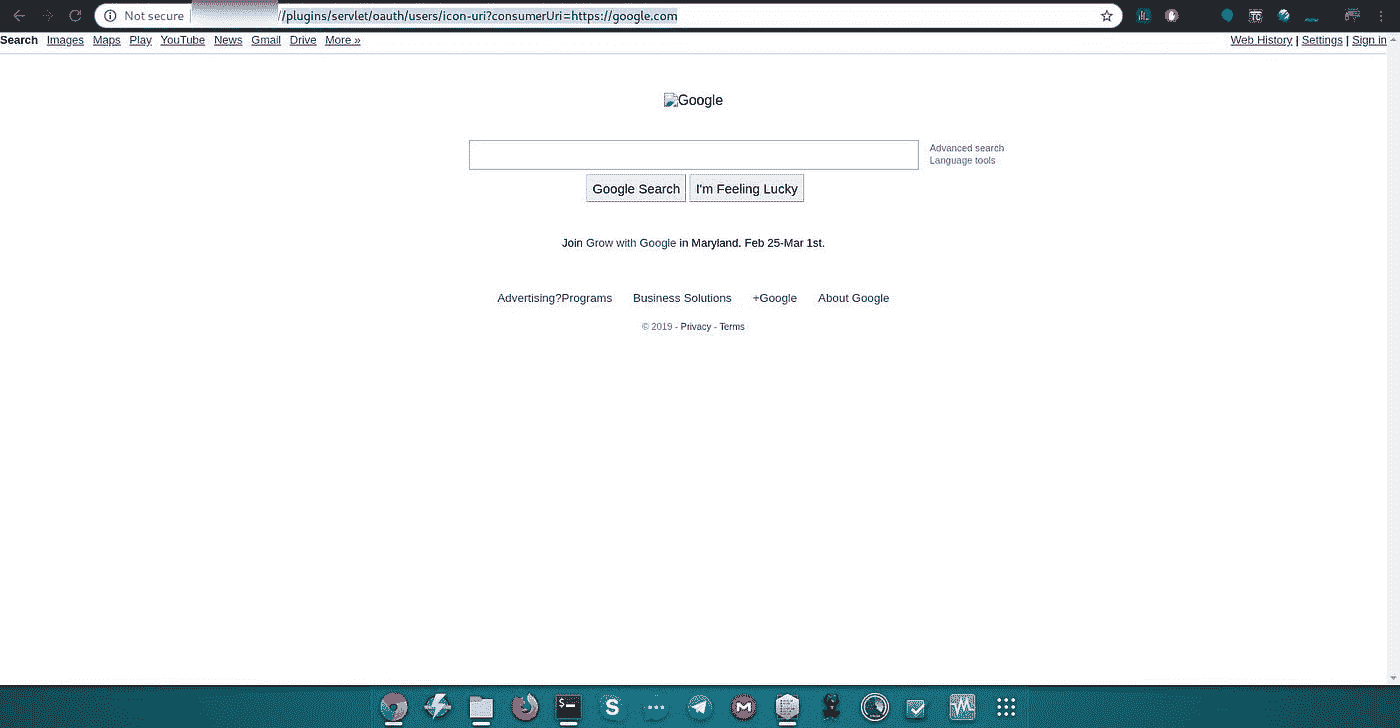 Not secure //plugins/servlet/oauth/users/icon-uri?consumerUri=https://google.com
Search Images Maps Play YouTube News Gmail Drive More » Web History | Settings | Sign in
Google
Advanced search
Language tools
Google Search I'm Feeling Lucky
Join Grow with Google in Maryland. Feb 25-Mar 1st.
Advertising?Programs Business Solutions +Google About Google
© 2019 - Privacy - Terms